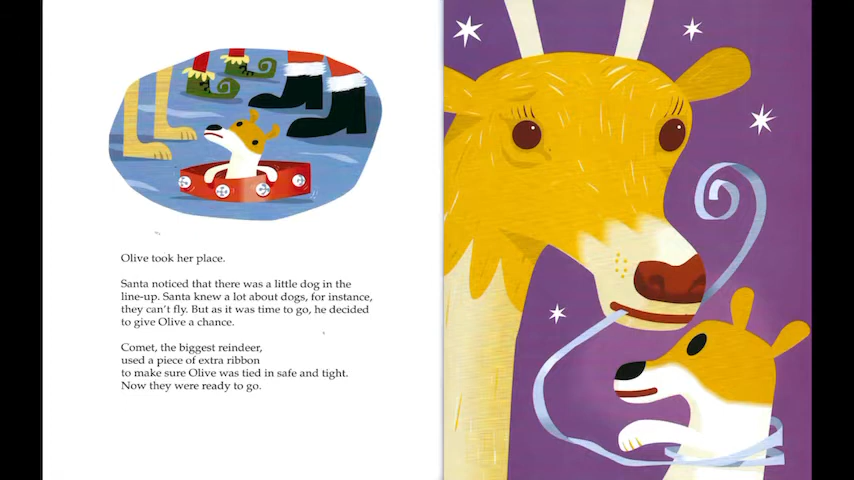 Olive took her place.
Santa noticed that there was a little dog in the
line-up. Santa knew a lot about dogs, for instance,
they can't fly. But as it was time to go, he decided
to give Olive a chance.
Comet, the biggest reindeer,
used a piece of extra ribbon
to make sure Olive was tied in safe and tight.
Now they were ready to go.